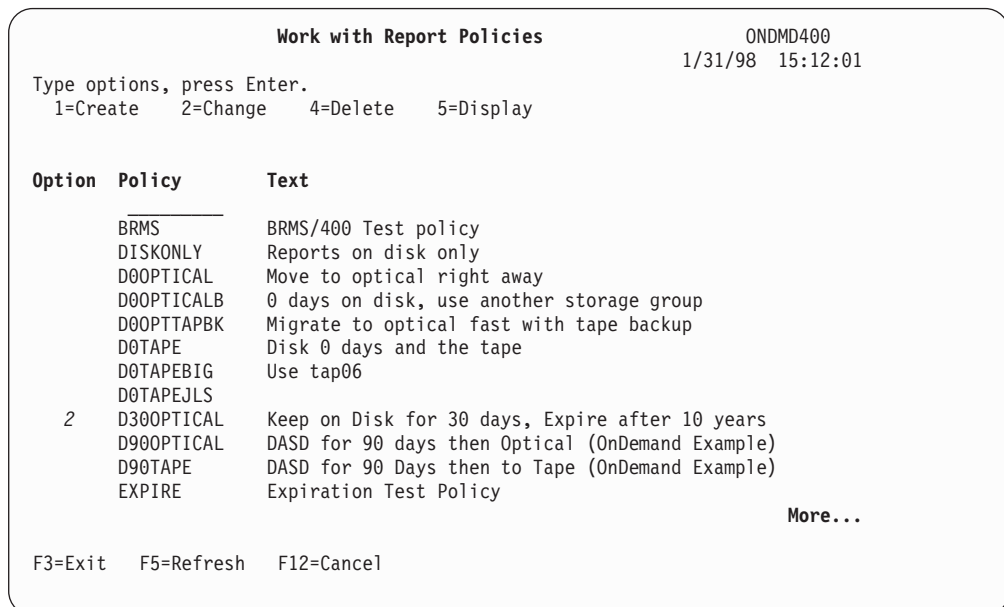 Work with Report Policies ONDMD400
1/31/98 15:12:01
Type options, press Enter.
1=Create 2=Change 4=Delete 5=Display
Option Policy Text
_________
BRMS BRMS/400 Test policy
DISKONLY Reports on disk only
D0OPTICAL Move to optical right away
D0OPTICALB 0 days on disk, use another storage group
D0OPTTAPBK Migrate to optical fast with tape backup
D0TAPE Disk 0 days and the tape
D0TAPEBIG Use tap06
D0TAPEJLS
2 D30OPTICAL Keep on Disk for 30 days, Expire after 10 years
D90OPTICAL DASD for 90 days then Optical (OnDemand Example)
D90TAPE DASD for 90 Days then to Tape (OnDemand Example)
EXPIRE Expiration Test Policy
More...
F3=Exit F5=Refresh F12=Cancel